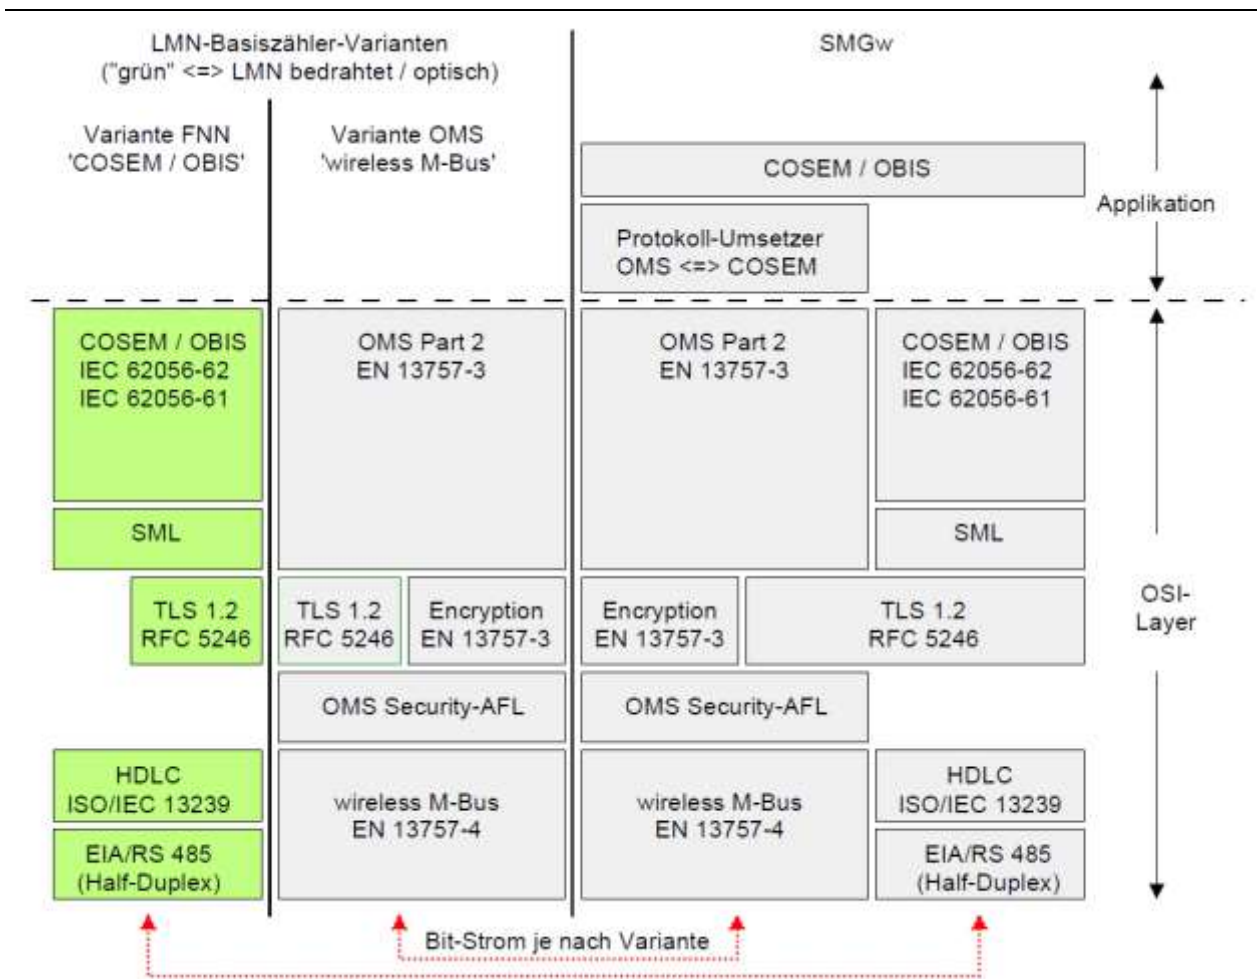 LMN-Basiszähler-Varianten
("grün" <=> LMN bedrahtet / optisch)
SMGw
Variante FNN
'COSEM / OBIS'
Variante OMS
'wireless M-Bus'
COSEM / OBIS
Applikation
Protokoll-Umsetzer
OMS <=> COSEM
COSEM / OBIS
IEC 62056-62
IEC 62056-61
OMS Part 2
EN 13757-3
OMS Part 2
EN 13757-3
COSEM / OBIS
IEC 62056-62
IEC 62056-61
SML
SML
TLS 1.2
RFC 5246
TLS 1.2
RFC 5246
Encryption
EN 13757-3
Encryption
EN 13757-3
TLS 1.2
RFC 5246
OSI-
Layer
OMS Security-AFL
OMS Security-AFL
HDLC
ISO/IEC 13239
wireless M-Bus
EN 13757-4
wireless M-Bus
EN 13757-4
HDLC
ISO/IEC 13239
EIA/RS 485
(Half-Duplex)
EIA/RS 485
(Half-Duplex)
Bit-Strom je nach Variante